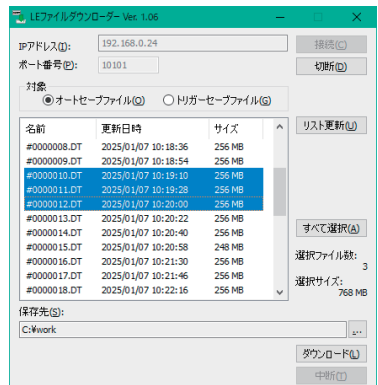 LEファイルダウンローダー Ver. 1.06
IPアドレス(I): 192.168.0.24 接続(C)
ポート番号(P): 10101 切断(D)
対象
オートセーブファイル(O) トリガーセーブファイル(G)
名前 更新日時 サイズ リスト更新(U)
#0000008.DT 2025/01/07 10:18:36 256 MB
#0000009.DT 2025/01/07 10:18:54 256 MB
#0000010.DT 2025/01/07 10:19:10 256 MB
#0000011.DT 2025/01/07 10:19:28 256 MB
#0000012.DT 2025/01/07 10:20:00 256 MB
#0000013.DT 2025/01/07 10:20:22 256 MB
#0000014.DT 2025/01/07 10:20:40 256 MB
#0000015.DT 2025/01/07 10:20:58 248 MB
#0000016.DT 2025/01/07 10:21:30 256 MB
#0000017.DT 2025/01/07 10:21:46 256 MB
#0000018.DT 2025/01/07 10:22:16 256 MB
すべて選択(A)
選択ファイル数:
3
選択サイズ:
768 MB
保存先(S):
C:¥work ...
ダウンロード(L)
中断(T)